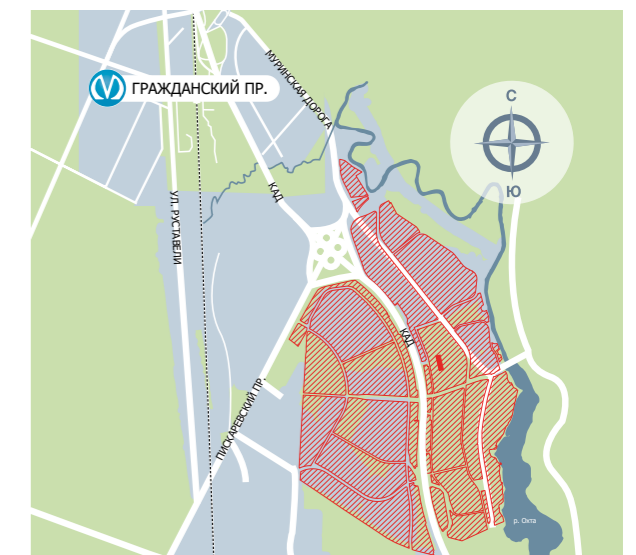 МУРИНСКАЯ ДОРОГА
ГРАЖДАНСКИЙ ПР.
С
Ю
КАД
УЛ. РУСТАВЕЛИ
КАД
ПИСКАРЕВСКИЙ ПР.
р. Охта